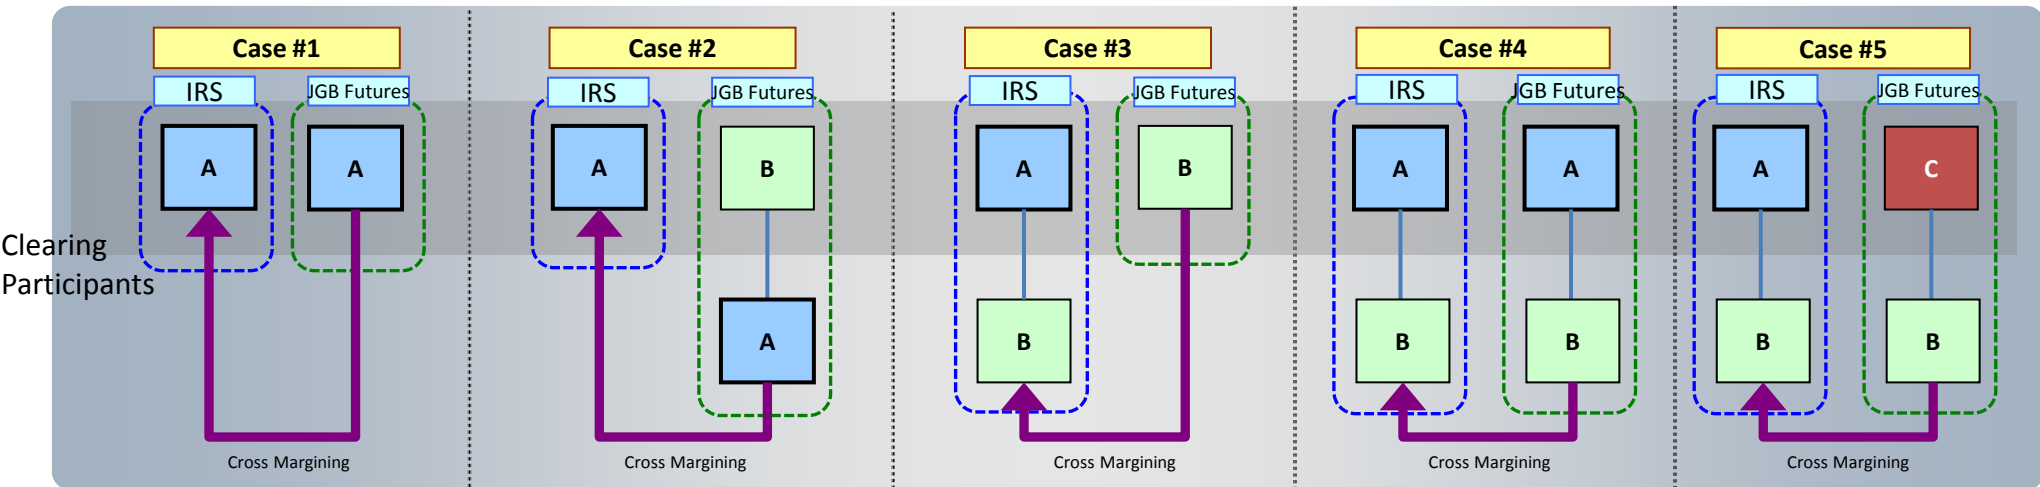 Case #1
Case #2
Case #3
Case #4
Case #5
IRS
JGB Futures
IRS
JGB Futures
IRS
JGB Futures
IRS
JGB Futures
IRS
JGB Futures
A
A
A
B
A
B
A
A
A
C
Clearing
Participants
A
B
B
B
B
B
Cross Margining
Cross Margining
Cross Margining
Cross Margining
Cross Margining